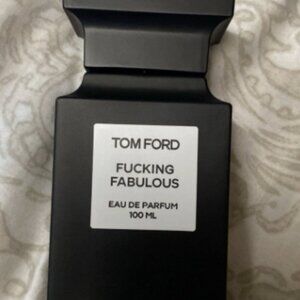 TOM FORD
FUCKING
FABULOUS
EAU DE PARFUM
100 ML